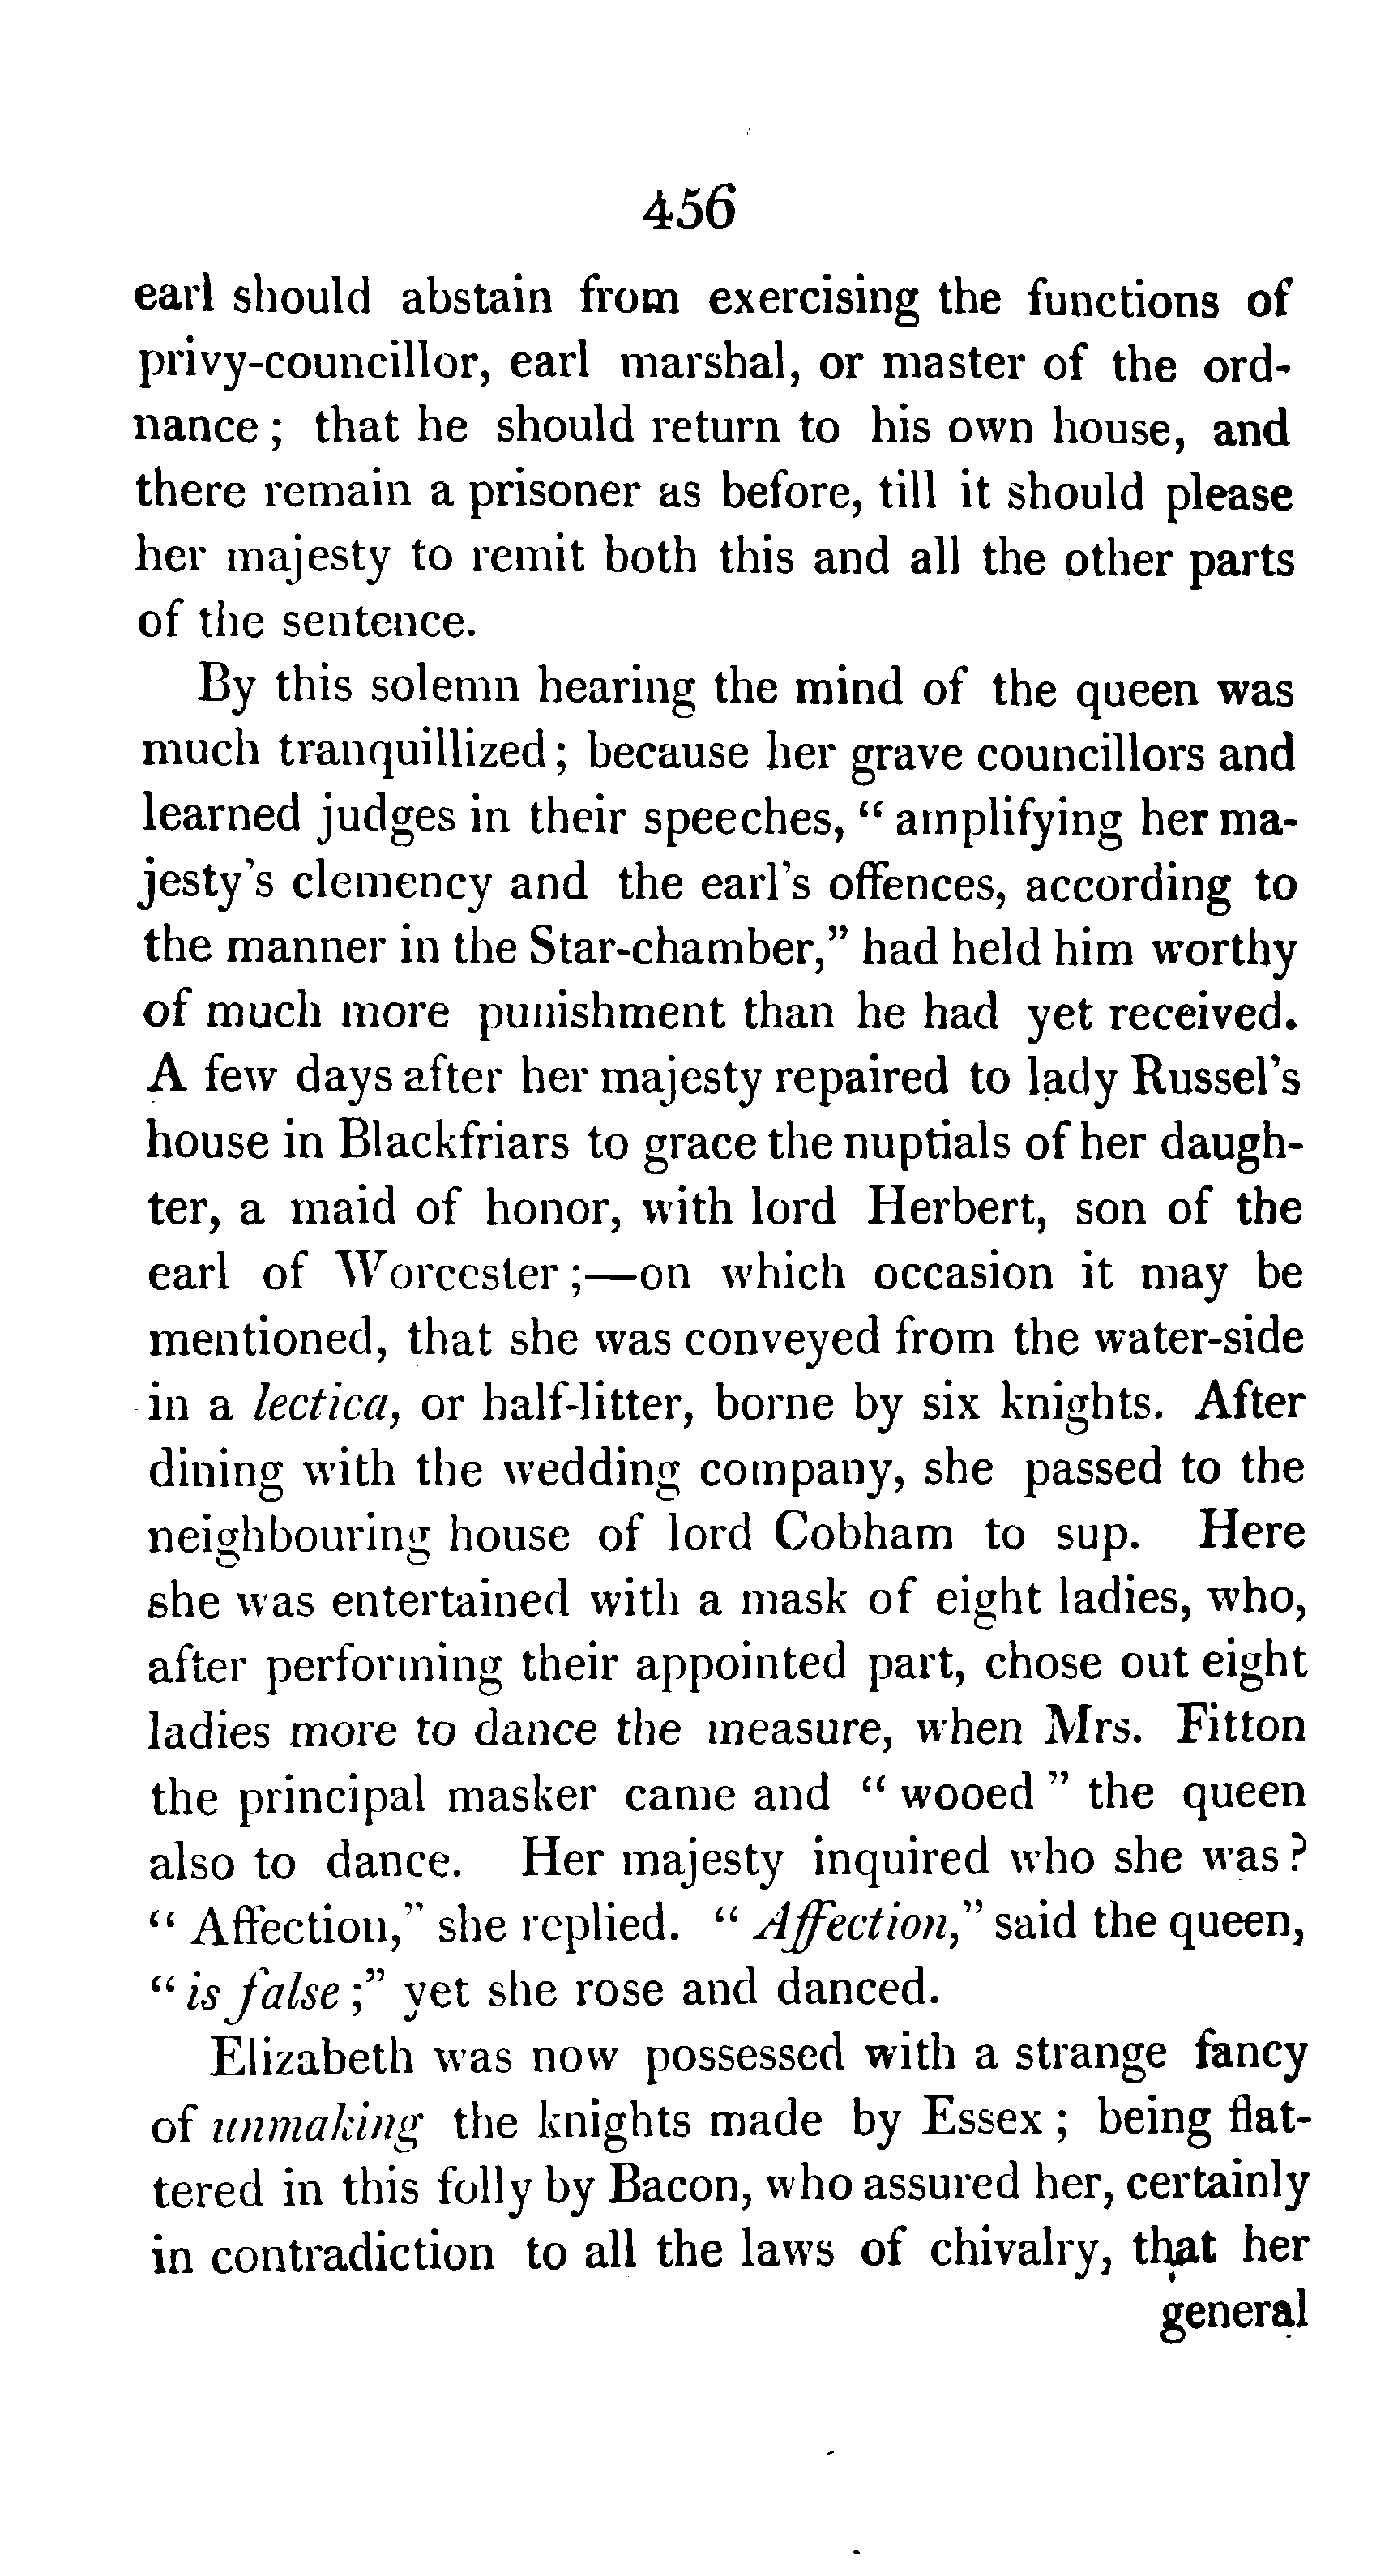 456
earl should abstain from exercising the functions of
privy-councillor, earl marshal, or master of the ord-
nance ; that he should return to his own house, and
there remain a prisoner as before, till it should please
her majesty to remit both this and all the other parts
of the sentence.
By this solemn hearing the mind of the queen was
much tranquillized ; because her grave councillors and
learned judges in their speeches, “ amplifying her ma-
jesty's clemency and the earl's offences, according to
the manner in the Star-chamber,” had held him worthy
of much more punishment than he had yet received.
A few days after her majesty repaired to lady Russel's
house in Blackfriars to grace the nuptials of her daugh-
ter, a maid of honor, with lord Herbert, son of the
earl of Worcester ;—on which occasion it may be
mentioned, that she was conveyed from the water-side
in a lectica, or half-litter, borne by six knights. After
dining with the wedding company, she passed to the
neighbouring house of lord Cobham to sup. Here
she was entertained with a mask of eight ladies, who,
after performing their appointed part, chose out eight
ladies more to dance the measure, when Mrs. Fitton
the principal masker came and “ wooed ” the queen
also to dance. Her majesty inquired who she was ?
“ Affection,” she replied. “ Affection,” said the queen,
“ is false ;” yet she rose and danced.
Elizabeth was now possessed with a strange fancy
of unmaking the knights made by Essex ; being flat-
tered in this folly by Bacon, who assured her, certainly
in contradiction to all the laws of chivalry, that her
general